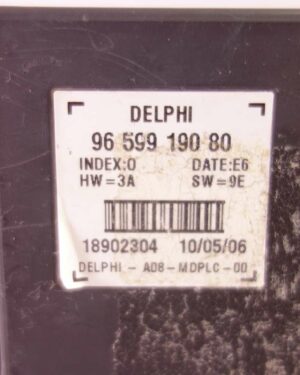 DELPHI
96 599 190 80
INDEX:0 DATE:E6
HW=3A SW=9E
18902304 10/05/06
DELPHI - AD8-MDPLC-00